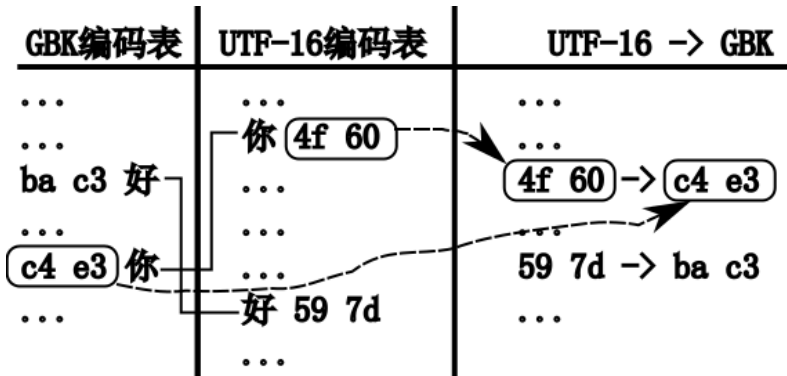 GBK编码表 UTF-16编码表 UTF-16 -> GBK
... ... ...
... 你 4f 60 ...
ba c3 好 ... 4f 60 -> c4 e3
... ... ...
c4 e3 你 ... 59 7d -> ba c3
... 好 59 7d ...
...